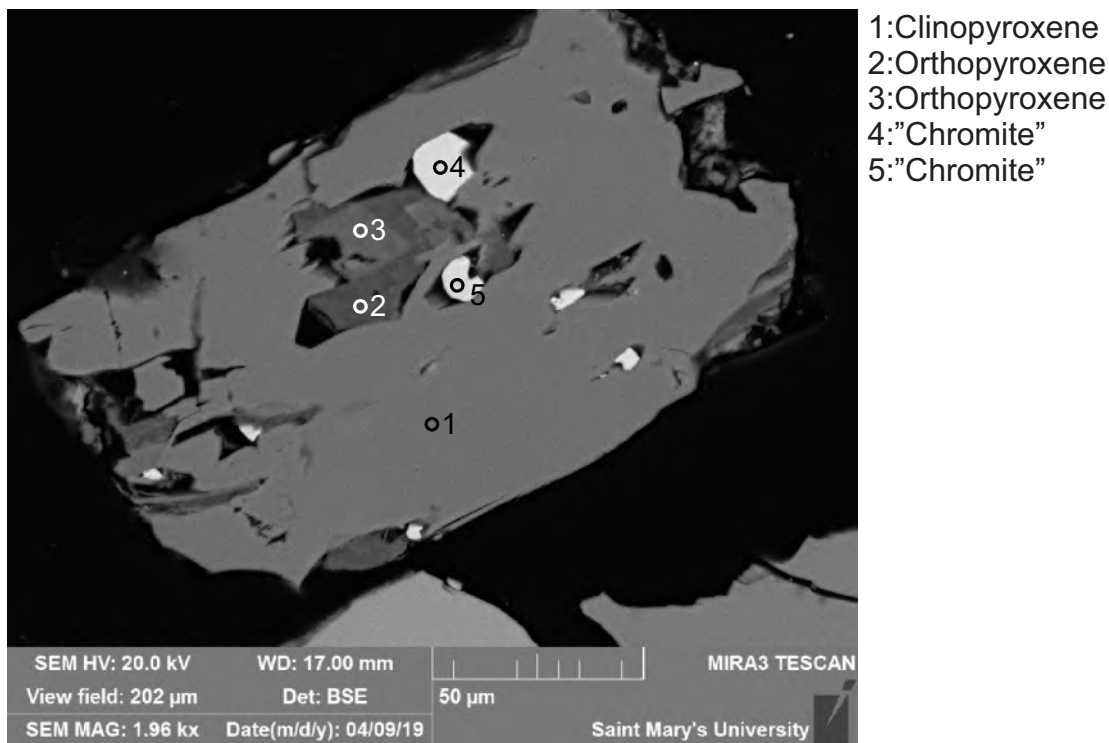 1:Clinopyroxene
2:Orthopyroxene
3:Orthopyroxene
4:”Chromite”
5:”Chromite”
4
3
5
2
1
SEM HV: 20.0 kV WD: 17.00 mm MIRA3 TESCAN
View field: 202 µm Det: BSE 50 µm
SEM MAG: 1.96 kx Date(m/d/y): 04/09/19 Saint Mary's University